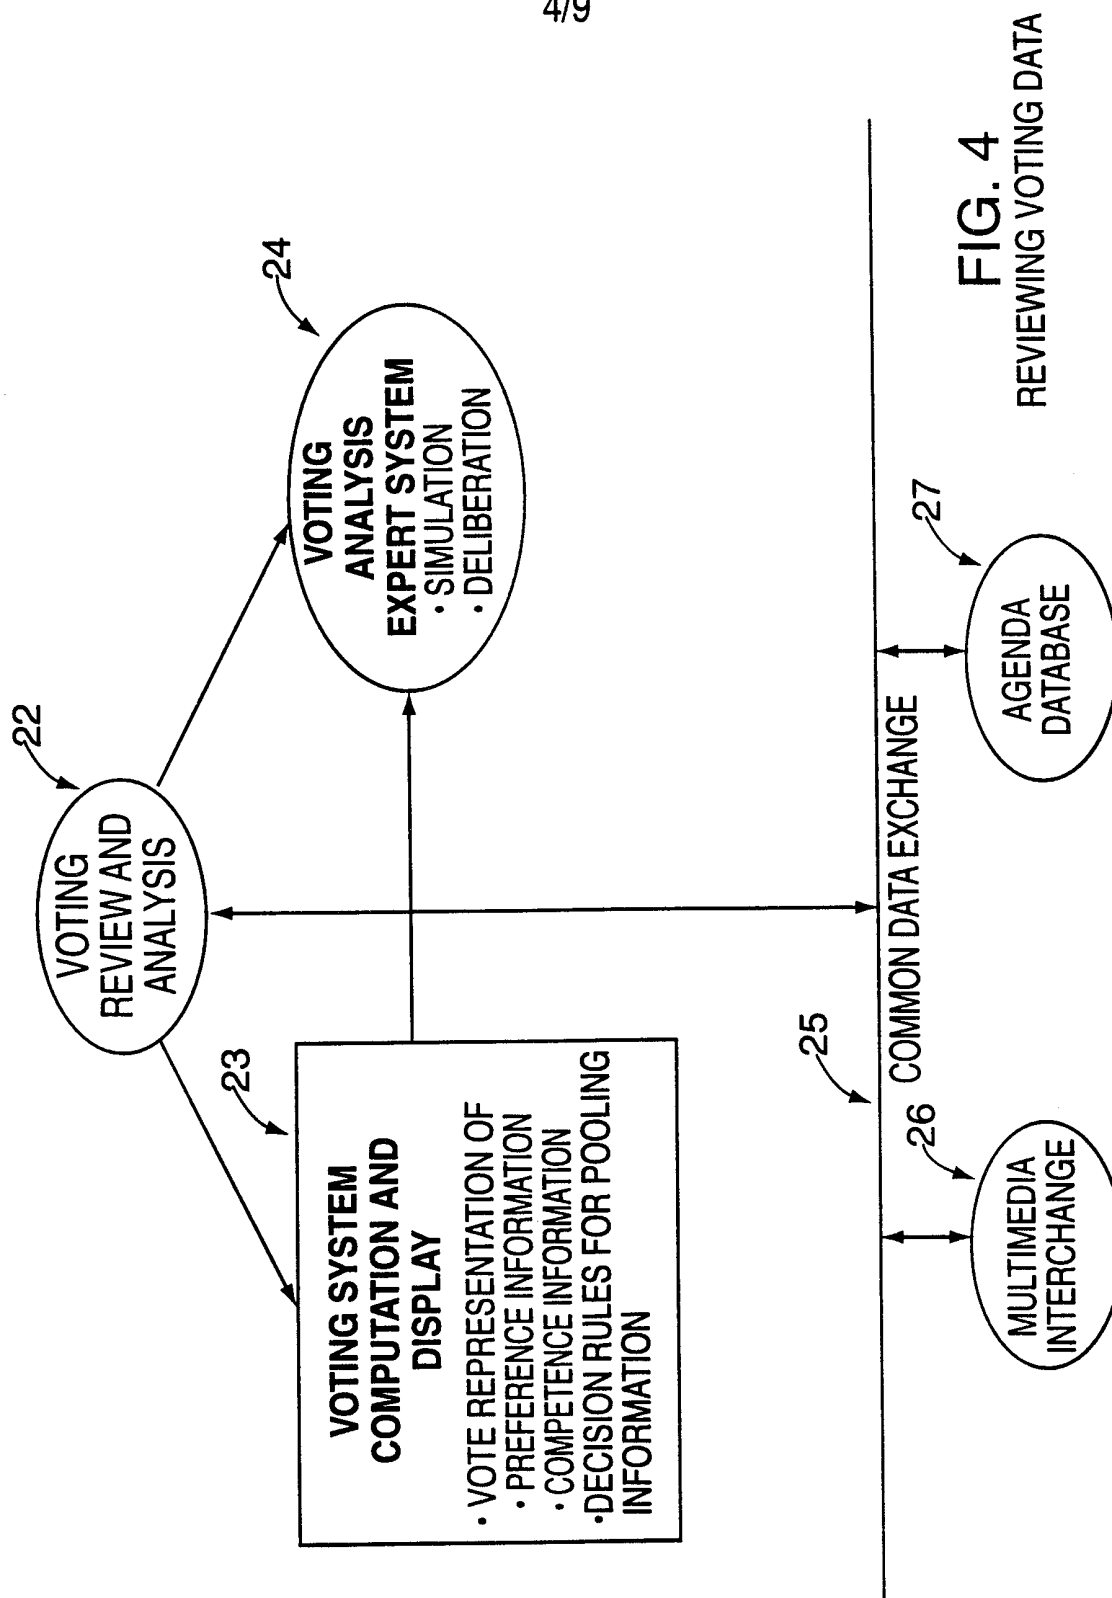 4/9
22
VOTING
REVIEW AND
ANALYSIS
23
VOTING SYSTEM
COMPUTATION AND
DISPLAY
• VOTE REPRESENTATION OF
• PREFERENCE INFORMATION
• COMPETENCE INFORMATION
•DECISION RULES FOR POOLING
INFORMATION
24
VOTING
ANALYSIS
EXPERT SYSTEM
• SIMULATION
• DELIBERATION
25
COMMON DATA EXCHANGE
26
MULTIMEDIA
INTERCHANGE
27
AGENDA
DATABASE
FIG. 4
REVIEWING VOTING DATA